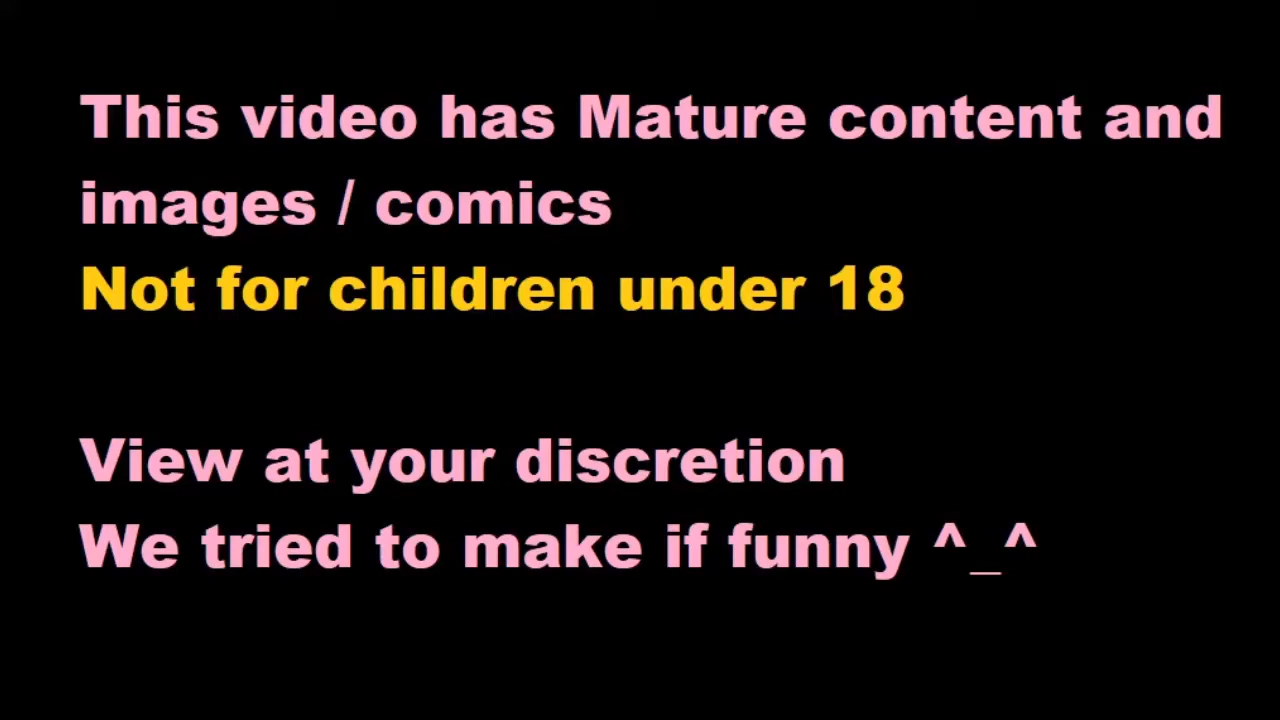 This video has Mature content and
images / comics
Not for children under 18
View at your discretion
We tried to make if funny ^_^